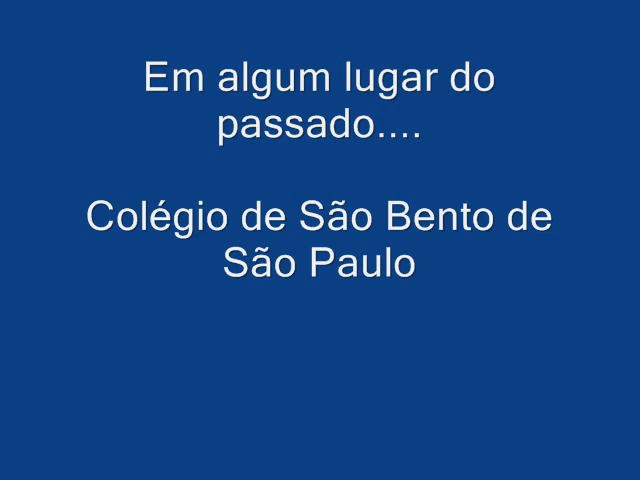 Em algum lugar do
passado....
Colégio de São Bento de
São Paulo